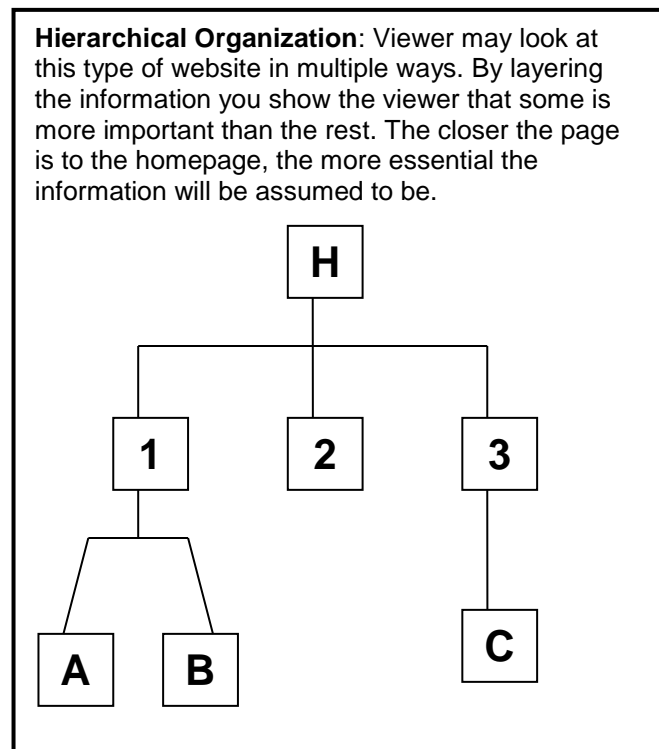 Hierarchical Organization: Viewer may look at
this type of website in multiple ways. By layering
the information you show the viewer that some is
more important than the rest. The closer the page
is to the homepage, the more essential the
information will be assumed to be.
H
1 2 3
A B C